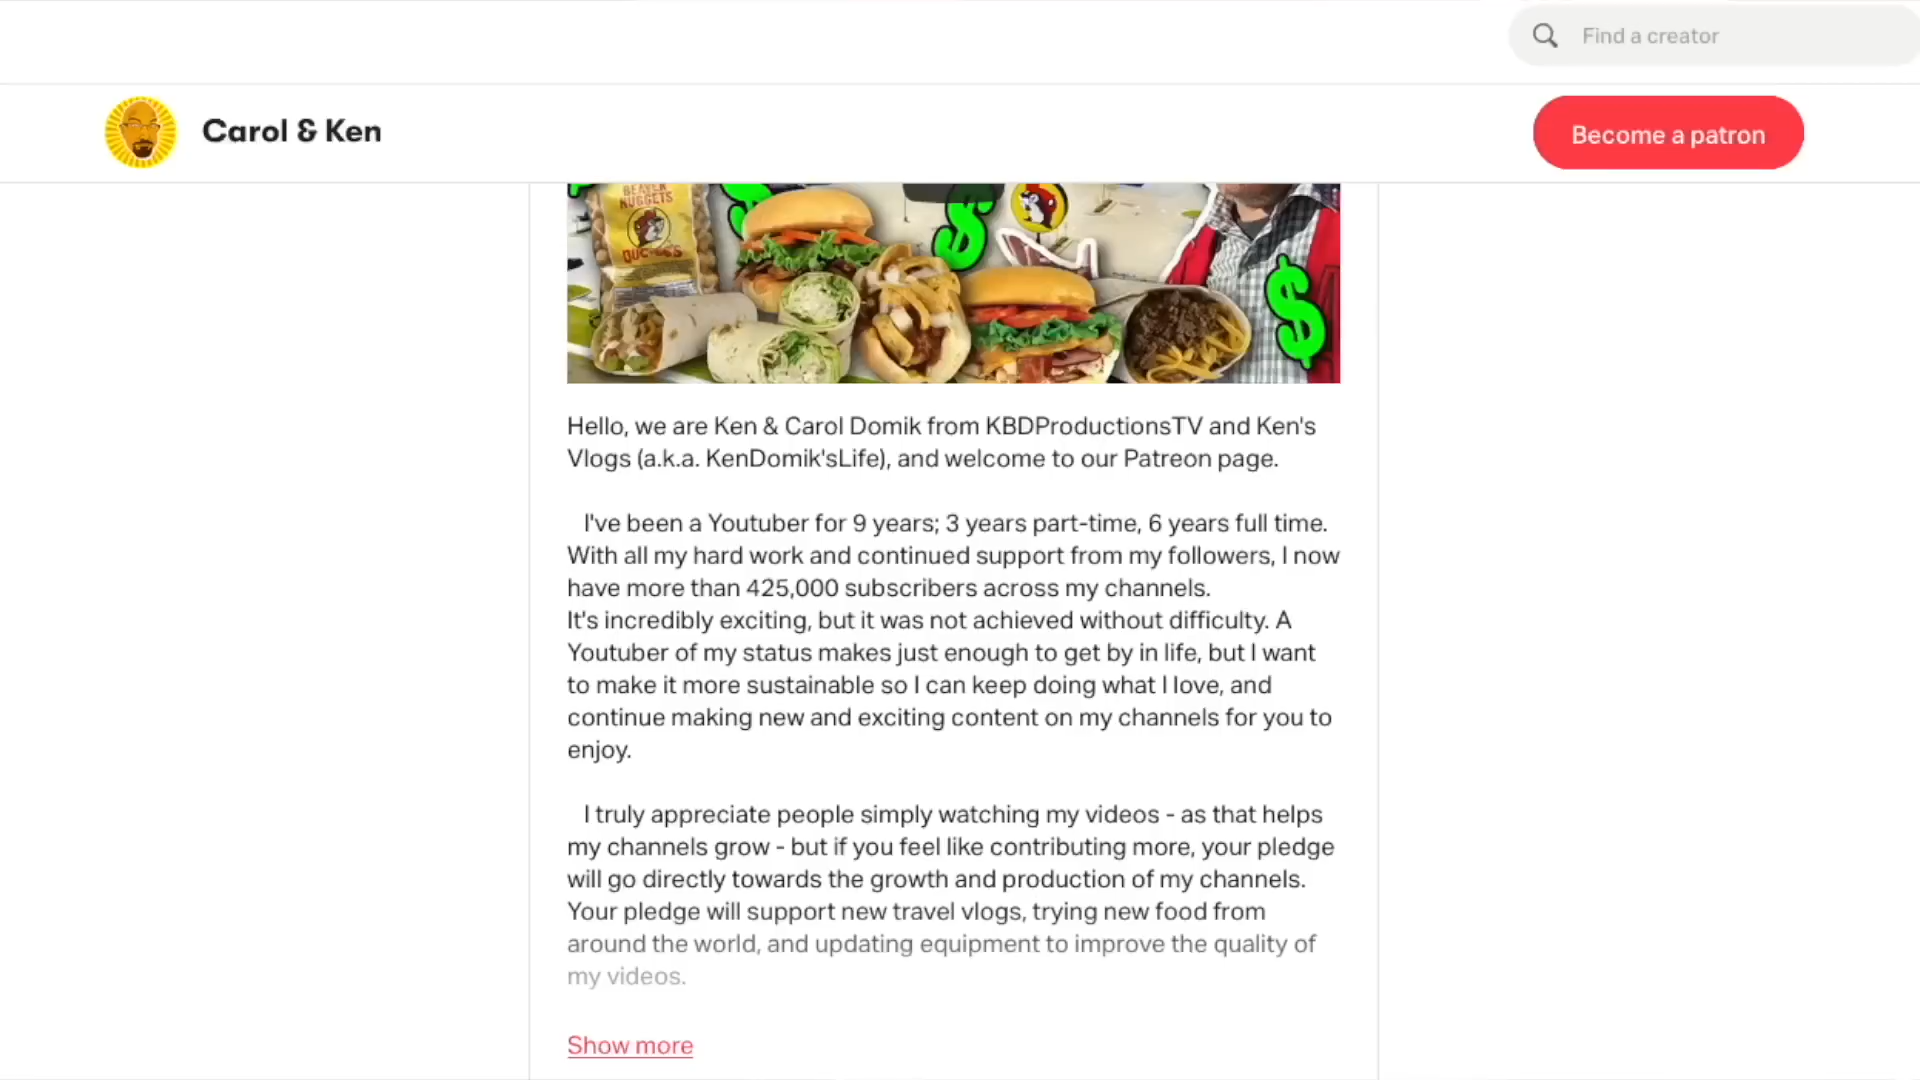 Find a creator
Carol & Ken
Become a patron
BEAVER
NUGGETS
Hello, we are Ken & Carol Domik from KBDProductionsTV and Ken's
Vlogs (a.k.a. KenDomik'sLife), and welcome to our Patreon page.
I've been a Youtuber for 9 years; 3 years part-time, 6 years full time.
With all my hard work and continued support from my followers, I now
have more than 425,000 subscribers across my channels.
It's incredibly exciting, but it was not achieved without difficulty. A
Youtuber of my status makes just enough to get by in life, but I want
to make it more sustainable so I can keep doing what I love, and
continue making new and exciting content on my channels for you to
enjoy.
I truly appreciate people simply watching my videos - as that helps
my channels grow - but if you feel like contributing more, your pledge
will go directly towards the growth and production of my channels.
Your pledge will support new travel vlogs, trying new food from
around the world, and updating equipment to improve the quality of
my videos.
Show more